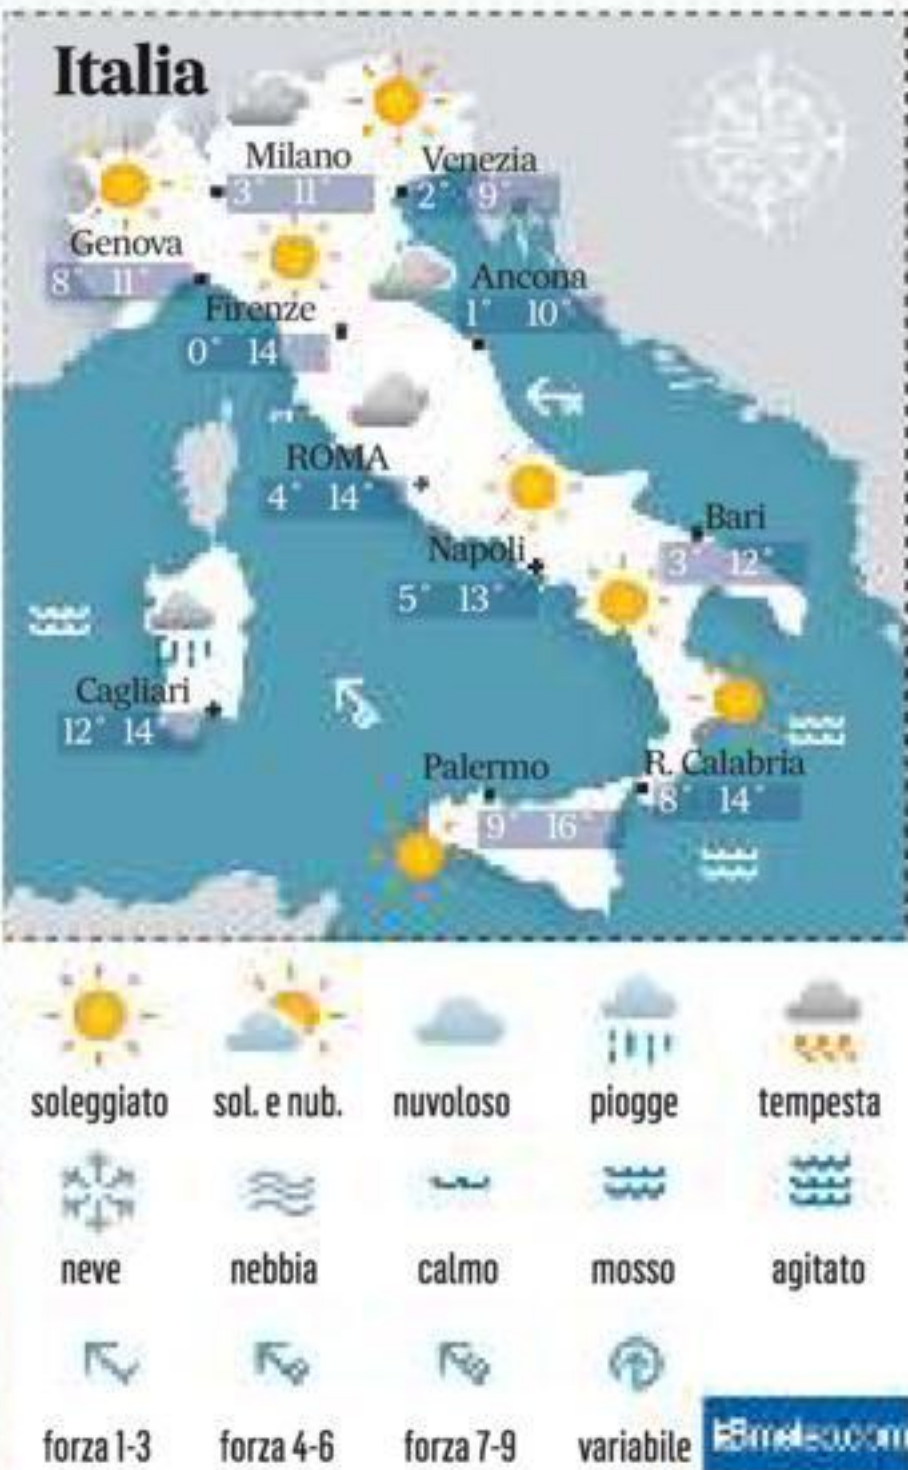 Italia
Milano
3° 11°
Venezia
2° 9°
Genova
8° 11°
Ancona
1° 10°
Firenze
0° 14
ROMA
4° 14°
Bari
3° 12°
Napoli
5° 13°
Cagliari
12° 14°
Palermo
9° 16°
R. Calabria
8° 14°
soleggiato sol. e nub. nuvoloso piogge tempesta
neve nebbia calmo mosso agitato
forza 1-3 forza 4-6 forza 7-9 variabile